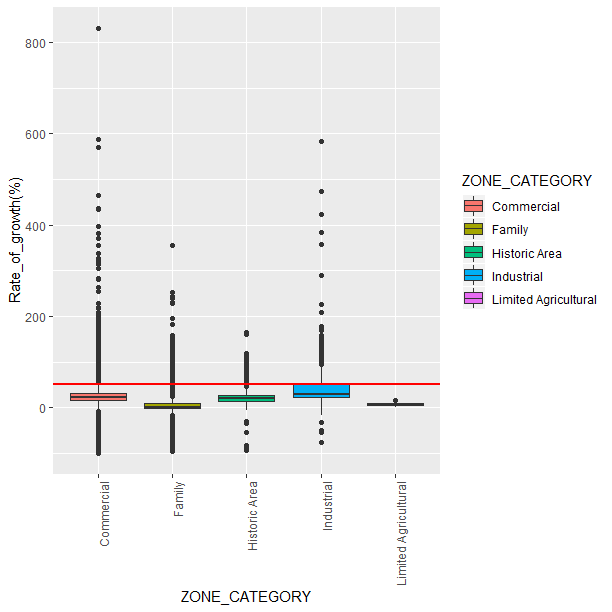 Rate_of_growth(%)
800
600
400
200
0
Commercial
Family
Historic Area
Industrial
Limited Agricultural
ZONE_CATEGORY
ZONE_CATEGORY
Commercial
Family
Historic Area
Industrial
Limited Agricultural